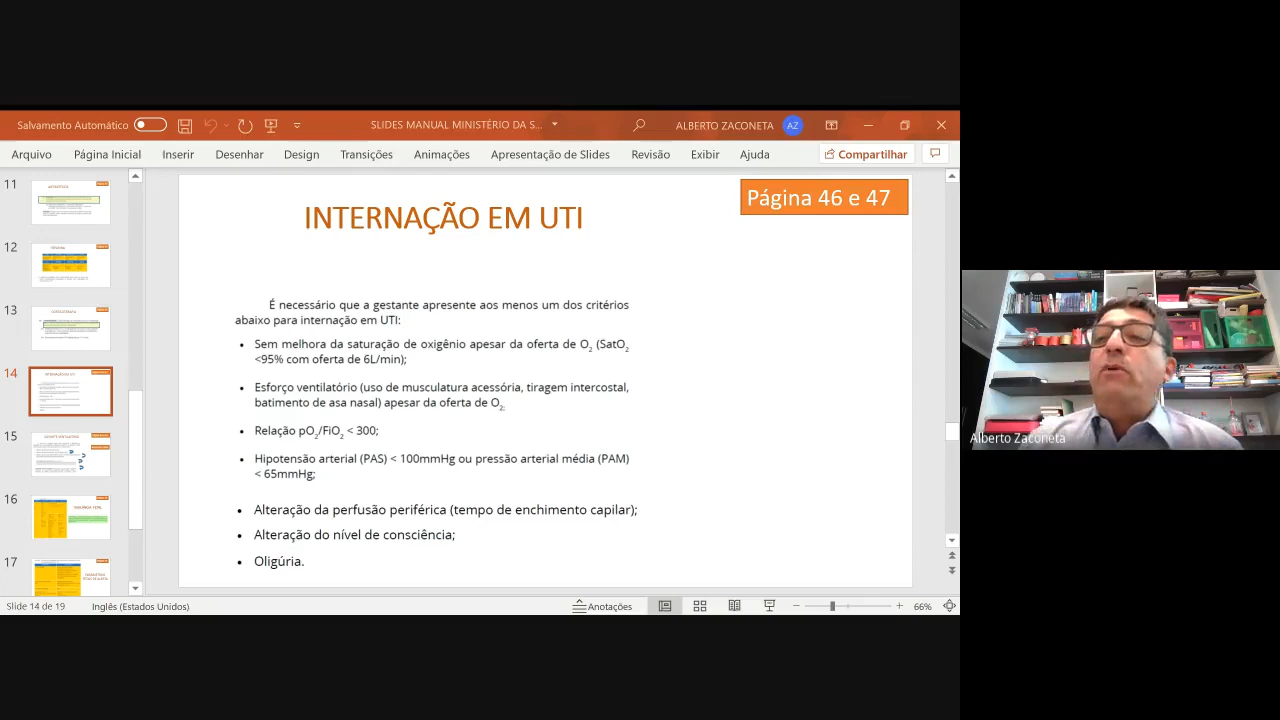 Salvamento Automático
SLIDES MANUAL MINISTÉRIO DA S...
ALBERTO ZACONETA
AZ
Arquivo
Página Inicial
Inserir
Desenhar
Design
Transições
Animações
Apresentação de Slides
Revisão
Exibir
Ajuda
Compartilhar
11
12
13
14
15
16
17
Página 46 e 47
INTERNAÇÃO EM UTI
É necessário que a gestante apresente aos menos um dos critérios
abaixo para internação em UTI:
• Sem melhora da saturação de oxigênio apesar da oferta de O₂ (SatO₂
<95% com oferta de 6L/min);
• Esforço ventilatório (uso de musculatura acessória, tiragem intercostal,
batimento de asa nasal) apesar da oferta de O₂;
• Relação pO₂/FiO₂ < 300;
• Hipotensão arterial (PAS) < 100mmHg ou pressão arterial média (PAM)
< 65mmHg;
• Alteração da perfusão periférica (tempo de enchimento capilar);
• Alteração do nível de consciência;
• Oligúria.
Alberto Zaconeta
Slide 14 de 19
Inglês (Estados Unidos)
Anotações
66%